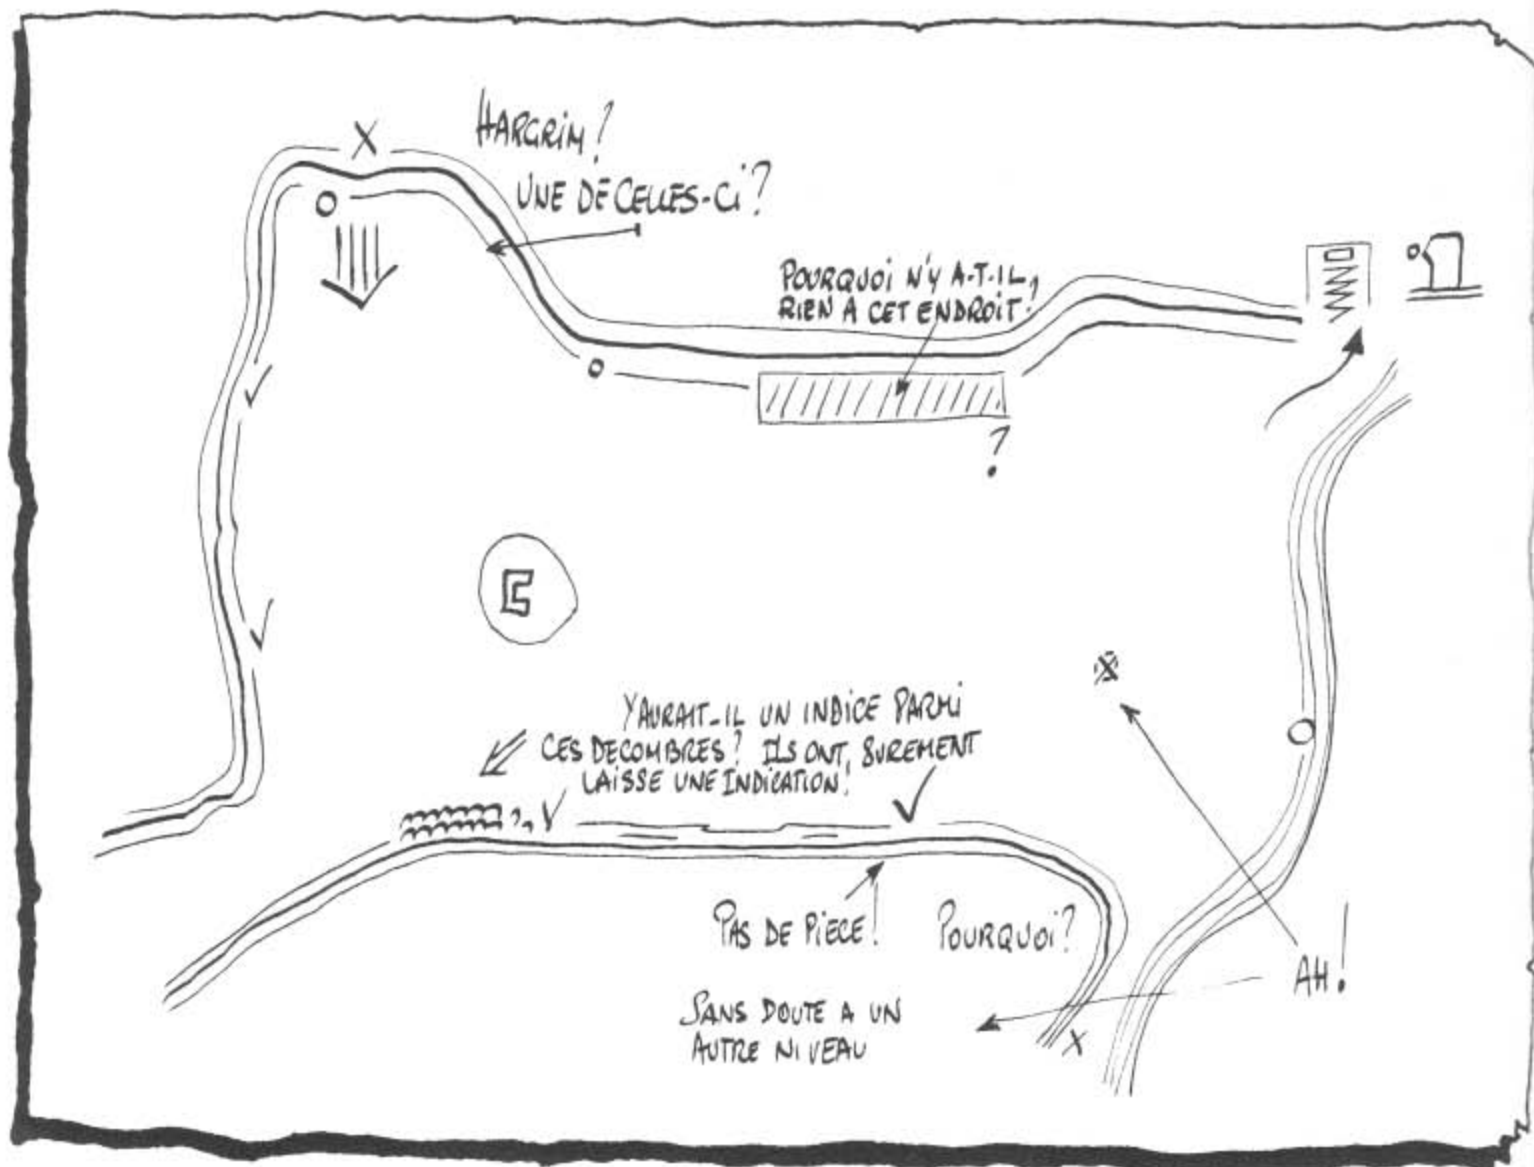 HARGRIM?
UNE DE CELLES-Ci?
POURQUOi N'Y A-T-IL,
RIEN A CET ENDROIT?
?
YAURAIT-IL UN INDICE PARMi
CES DECOMBRES? ILS ONT, SUREMENT
LAiSSE UNE INDiCATION!
??
PAS DE PiECE! POURQUOi?
AH!
SANS DOUTE A UN
AUTRE NIVEAU